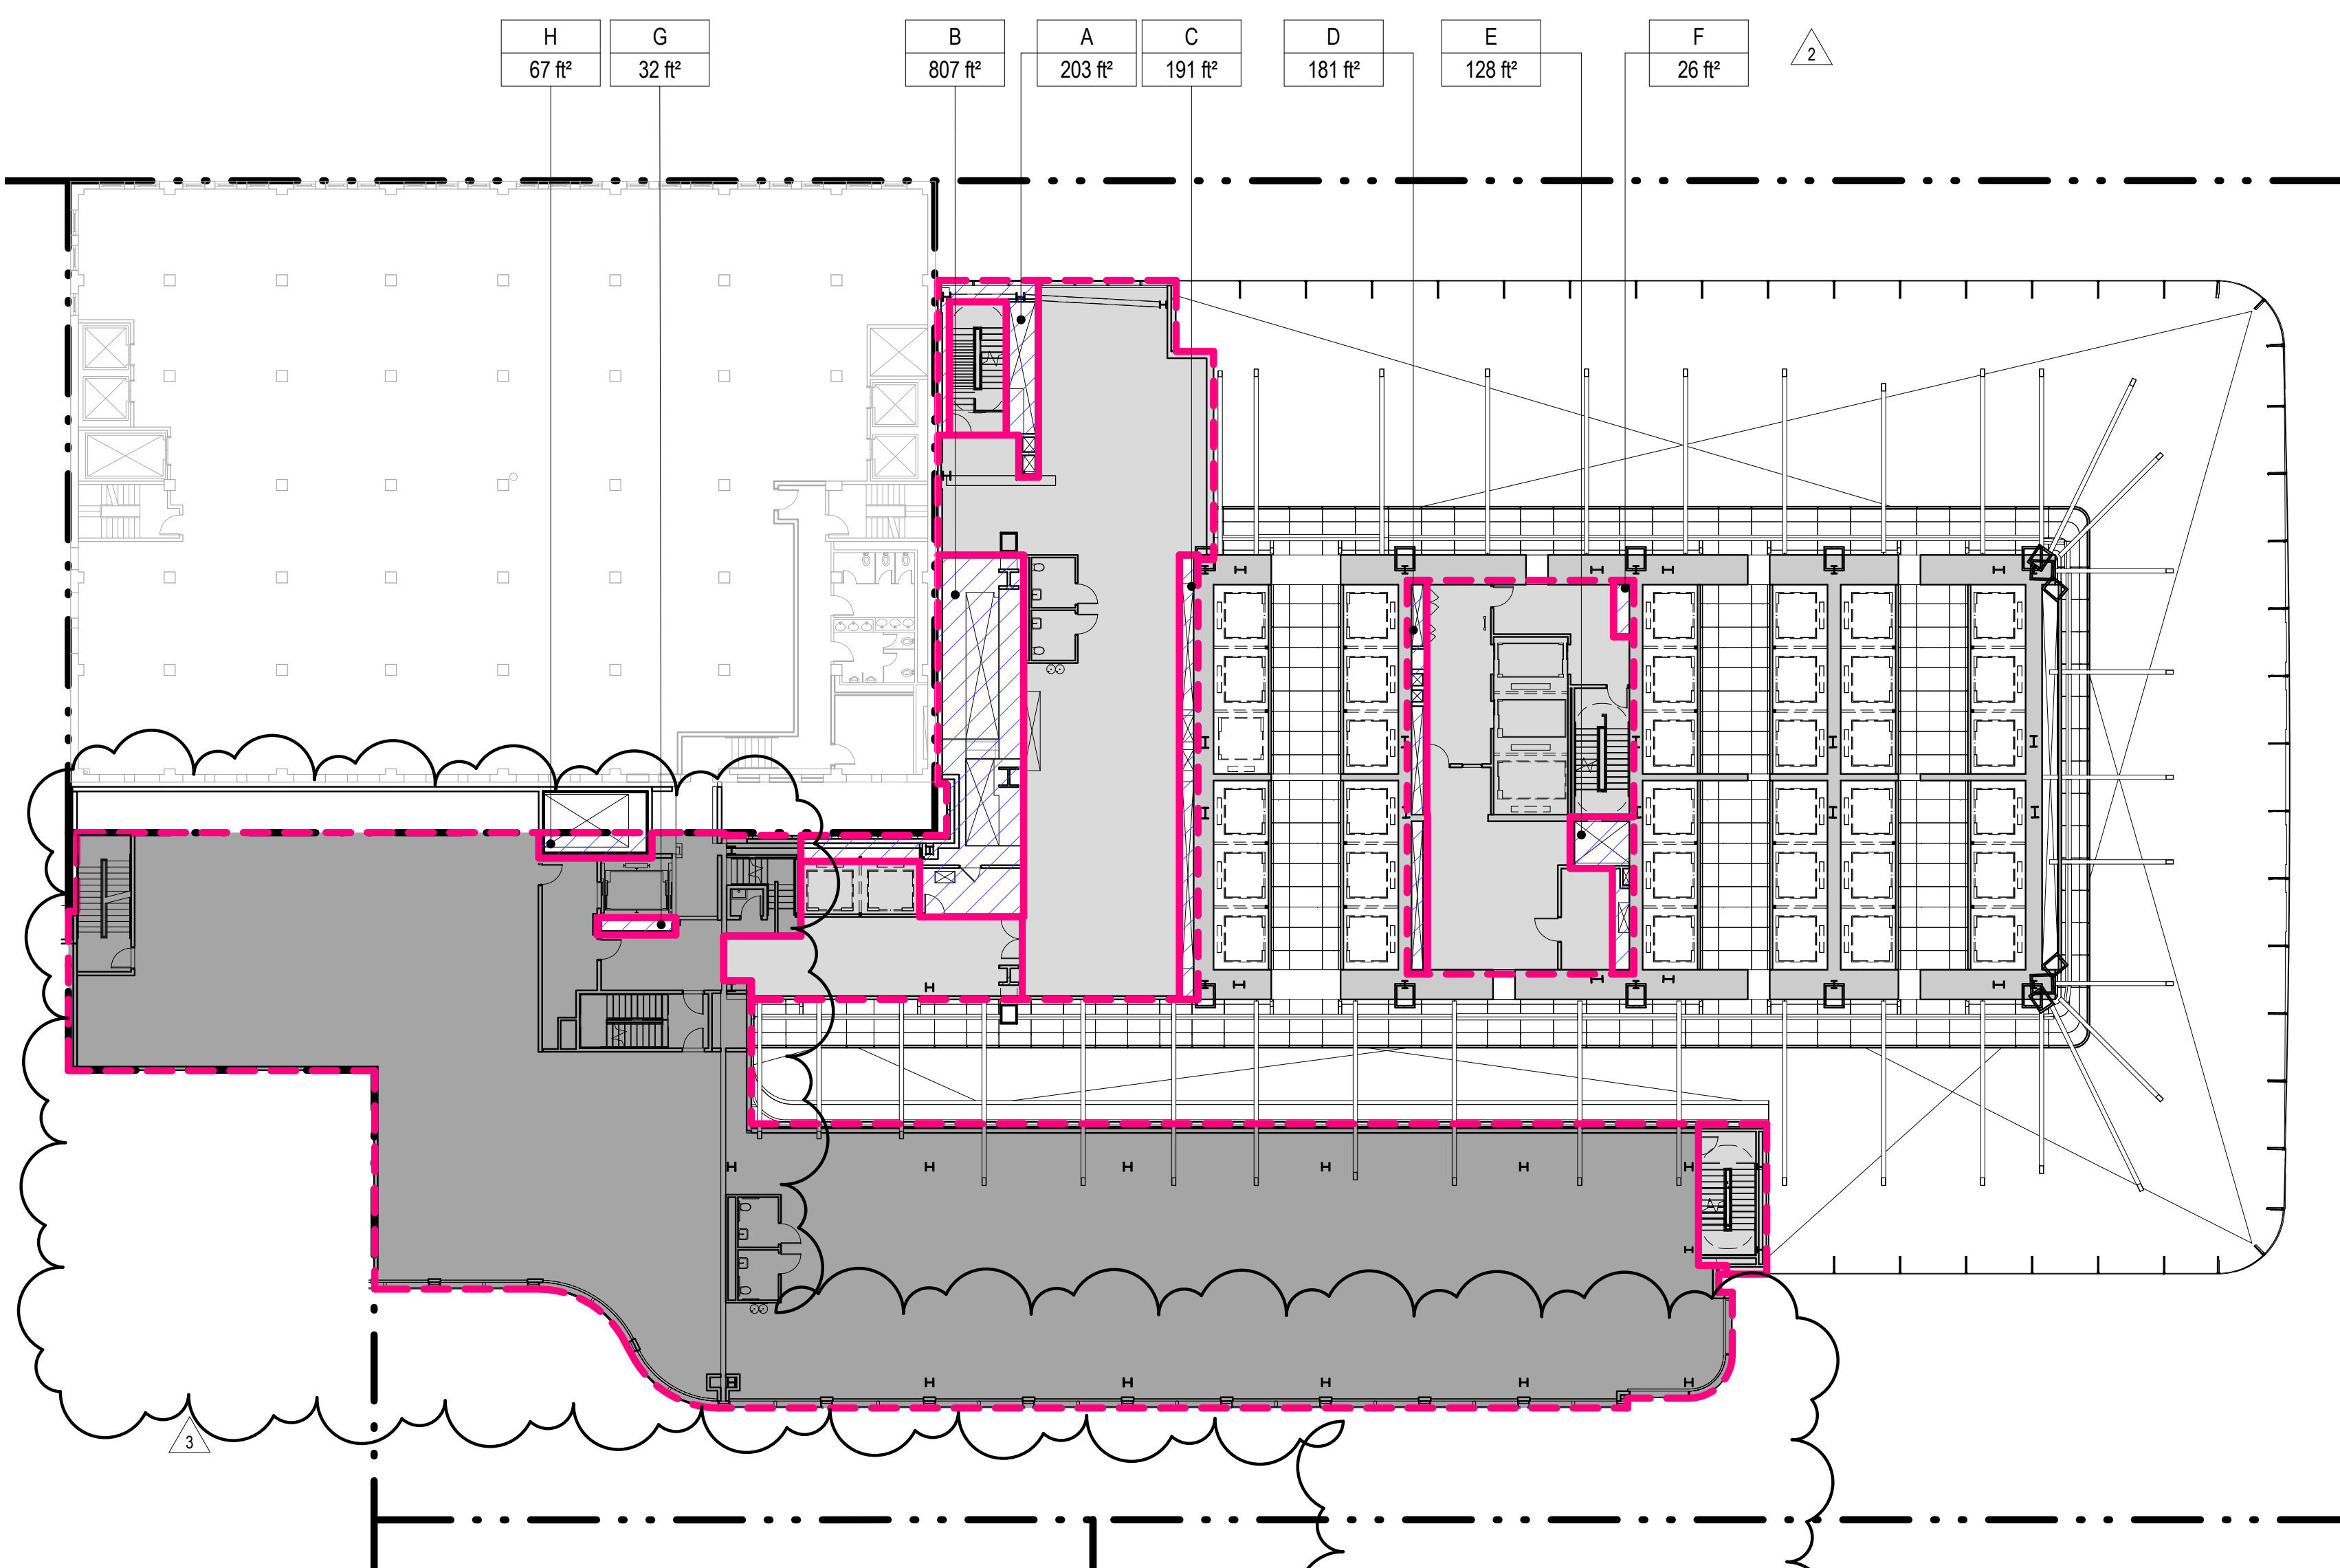 H
67 ft²
G
32 ft²
B
807 ft²
A
203 ft²
C
191 ft²
D
181 ft²
E
128 ft²
F
26 ft²
2
3